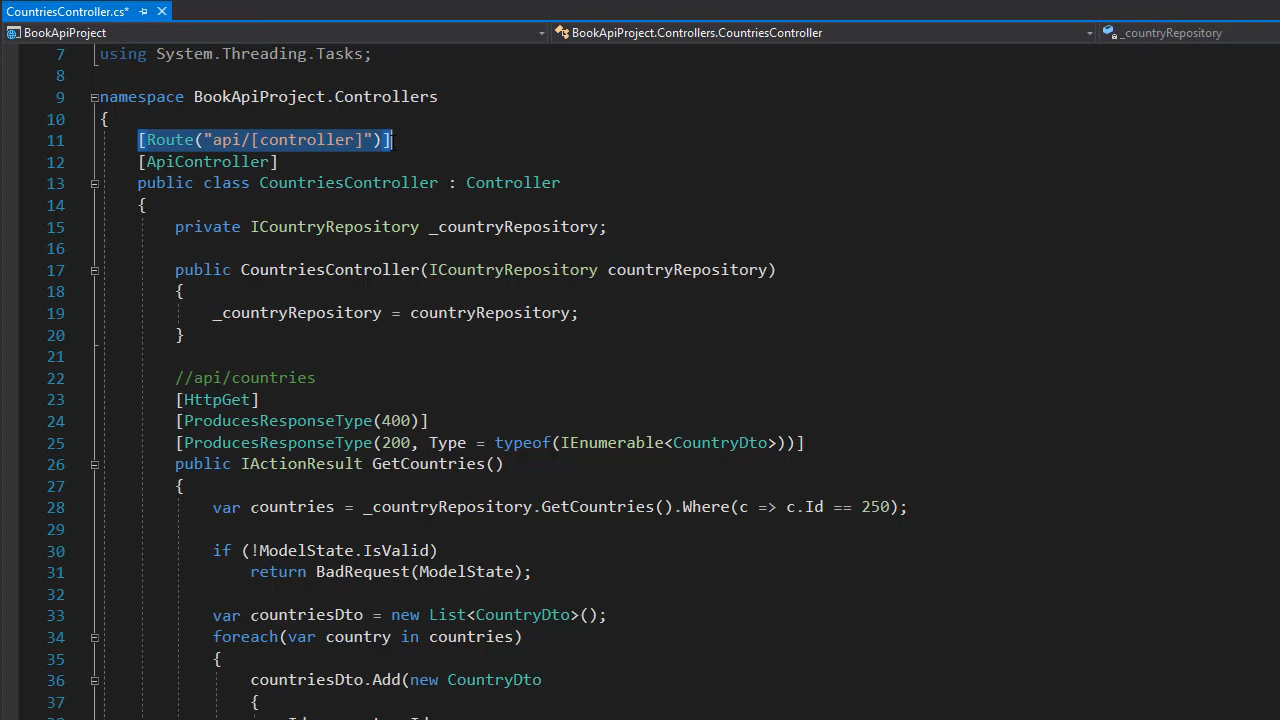 CountriesController.cs*
BookApiProject
BookApiProject.Controllers.CountriesController
_countryRepository
7 using System.Threading.Tasks;
8
9 namespace BookApiProject.Controllers
10 {
11 [Route("api/[controller]")]
12 [ApiController]
13 public class CountriesController : Controller
14 {
15 private ICountryRepository _countryRepository;
16
17 public CountriesController(ICountryRepository countryRepository)
18 {
19 _countryRepository = countryRepository;
20 }
21
22 //api/countries
23 [HttpGet]
24 [ProducesResponseType(400)]
25 [ProducesResponseType(200, Type = typeof(IEnumerable<CountryDto>))]
26 public IActionResult GetCountries()
27 {
28 var countries = _countryRepository.GetCountries().Where(c => c.Id == 250);
29
30 if (!ModelState.IsValid)
31 return BadRequest(ModelState);
32
33 var countriesDto = new List<CountryDto>();
34 foreach(var country in countries)
35 {
36 countriesDto.Add(new CountryDto
37 {